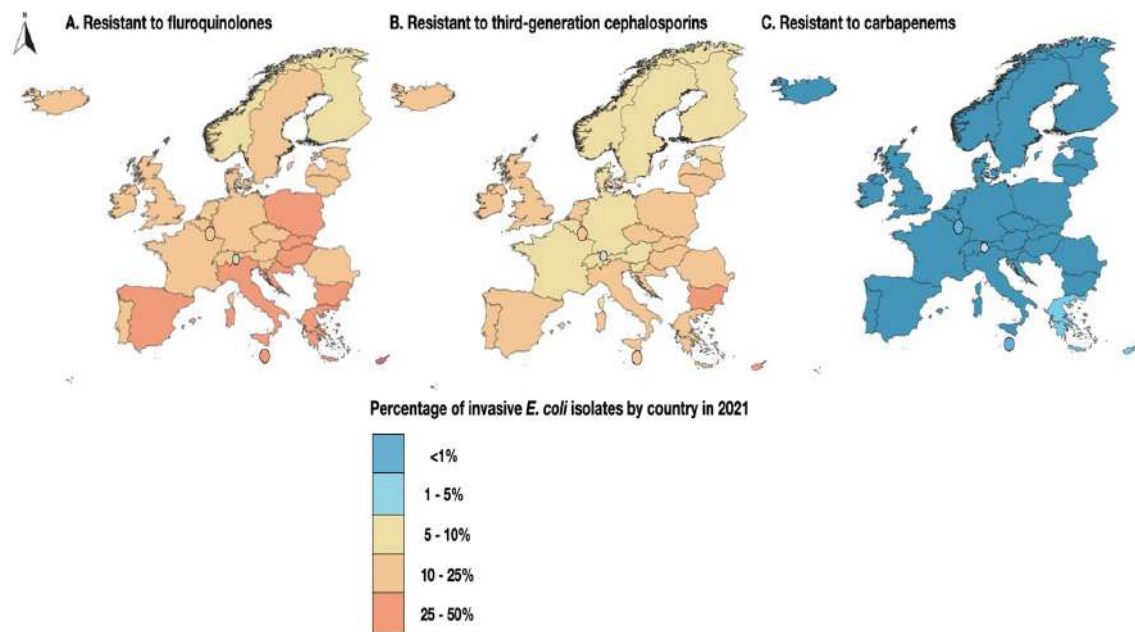 N
A. Resistant to fluroquinolones
B. Resistant to third-generation cephalosporins
C. Resistant to carbapenems
Percentage of invasive E. coli isolates by country in 2021
<1%
1 - 5%
5 - 10%
10 - 25%
25 - 50%